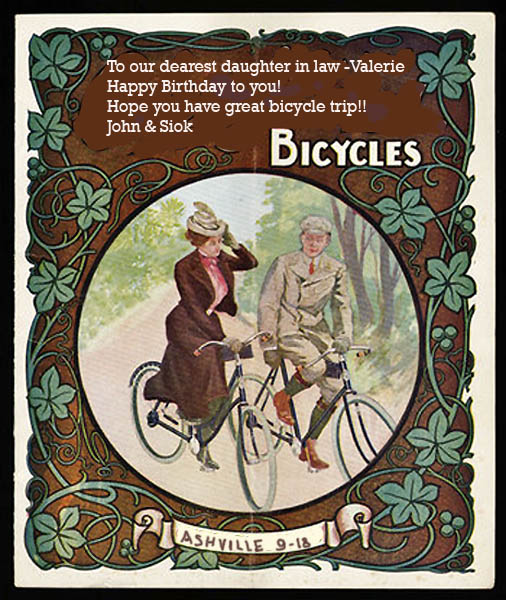 To our dearest daughter in law -Valerie
Happy Birthday to you!
Hope you have great bicycle trip!!
John & Siok
BICYCLES
ASHVILLE 9-18